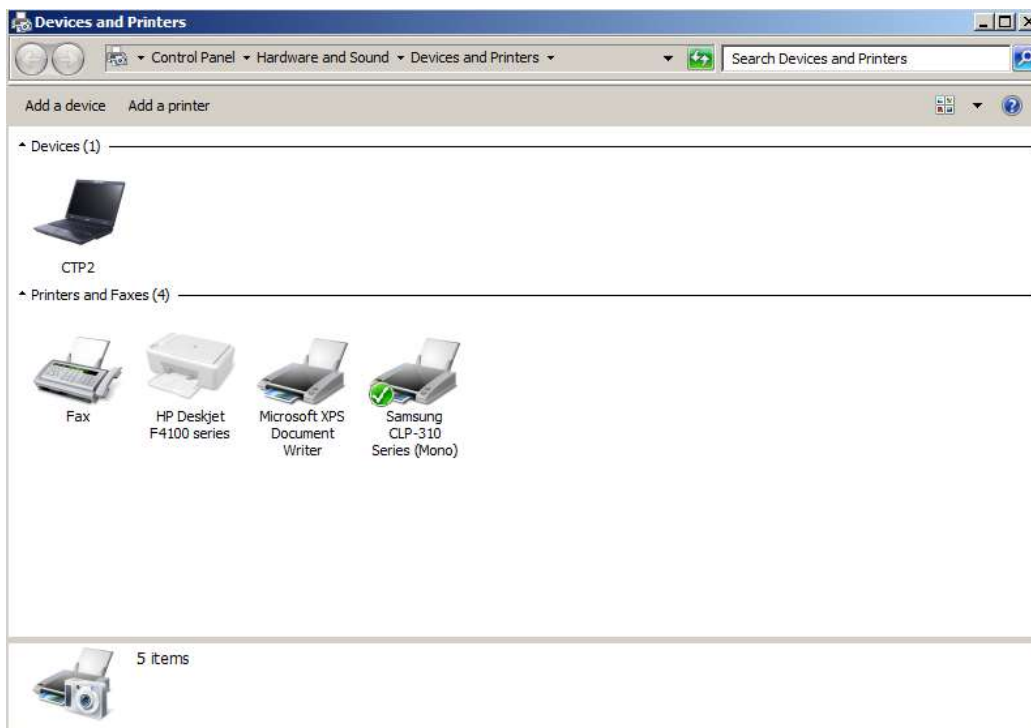 Devices and Printers
Control Panel Hardware and Sound Devices and Printers
Search Devices and Printers
Add a device Add a printer
Devices (1)
CTP2
Printers and Faxes (4)
Fax
HP Deskjet
F4100 series
Microsoft XPS
Document
Writer
Samsung
CLP-310
Series (Mono)
5 items